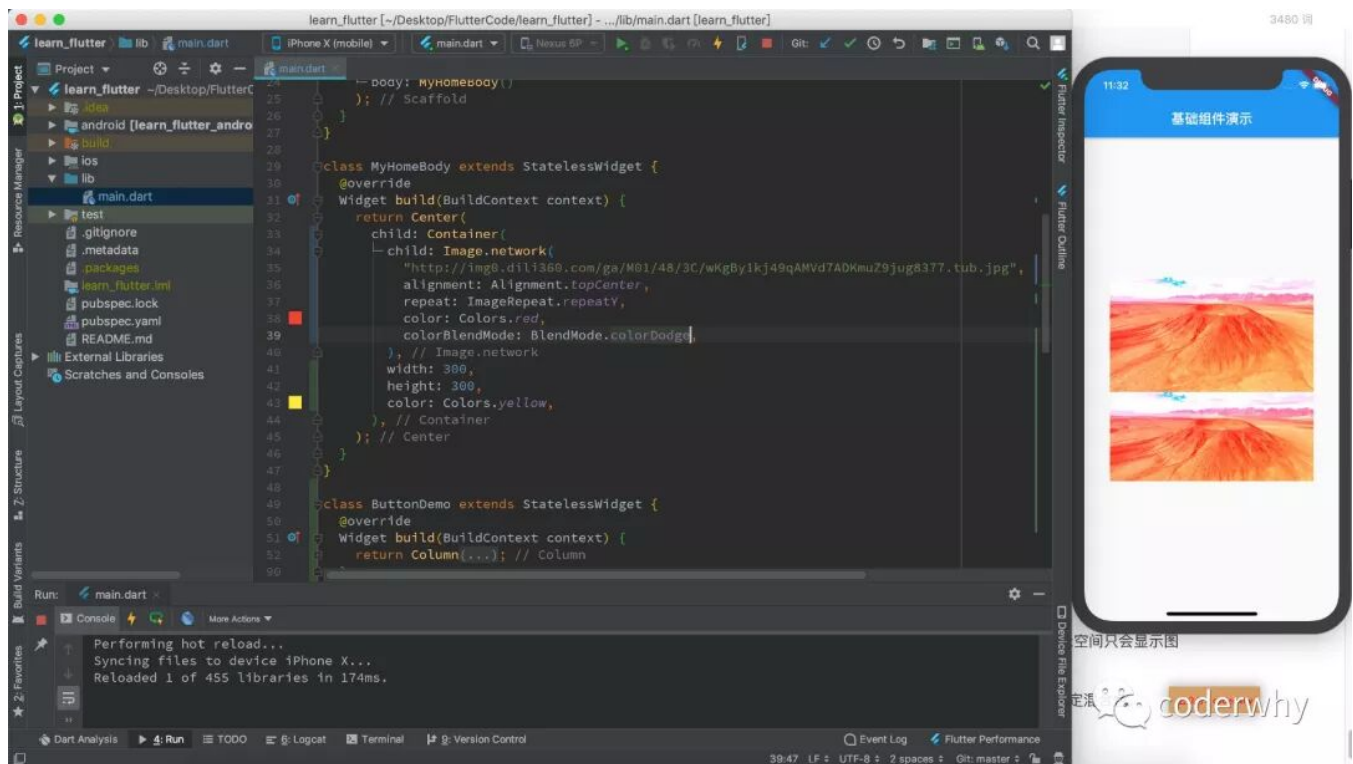 learn_flutter [~/Desktop/FlutterCode/learn_flutter] - .../lib/main.dart [learn_flutter]
3480 词
learn_flutter lib main.dart iPhone X (mobile) main.dart Nexus 6P Git:
1: Project
Resource Manager
Layout Captures
Z: Structure
Build Variants
2: Favorites
Project
learn_flutter ~/Desktop/FlutterC
.idea
android [learn_flutter_andro
build
ios
lib
main.dart
test
.gitignore
.metadata
.packages
learn_flutter.iml
pubspec.lock
pubspec.yaml
README.md
External Libraries
Scratches and Consoles
main.dart
24 body: MyHomeBody()
25 ); // Scaffold
26 }
27 }
28
29 class MyHomeBody extends StatelessWidget {
30 @override
31 Widget build(BuildContext context) {
32 return Center(
33 child: Container(
34 child: Image.network(
35 "http://img0.dili360.com/ga/M01/48/3C/wKgBy1kj49qAMVd7ADKmuZ9jug8377.tub.jpg",
36 alignment: Alignment.topCenter,
37 repeat: ImageRepeat.repeatY,
38 color: Colors.red,
39 colorBlendMode: BlendMode.colorDodge,
40 ), // Image.network
41 width: 300,
42 height: 300,
43 color: Colors.yellow,
44 ), // Container
45 ); // Center
46 }
47 }
48
49 class ButtonDemo extends StatelessWidget {
50 @override
51 Widget build(BuildContext context) {
52 return Column(...); // Column
90
Flutter Inspector
Flutter Outline
Device File Explorer
11:32
基础组件演示
空间只会显示图
定混
coderwhy
Run: main.dart
Console More Actions
Performing hot reload...
Syncing files to device iPhone X...
Reloaded 1 of 455 libraries in 174ms.
Dart Analysis 4: Run TODO 6: Logcat Terminal 9: Version Control Event Log Flutter Performance
39:47 LF UTF-8 2 spaces Git: master